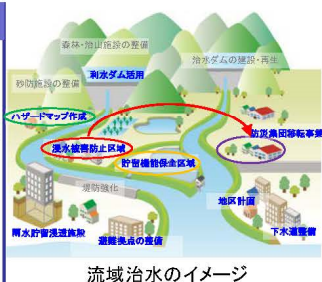 森林・治山施設の整備
治水ダムの建設・再生
砂防施設の整備
利水ダム活用
ハザードマップ作成
防災集団移転事業
浸水被害防止区域
貯留機能保全区域
堤防強化
地区計画
雨水貯留浸透施設
避難拠点の整備
下水道整備
流域治水のイメージ